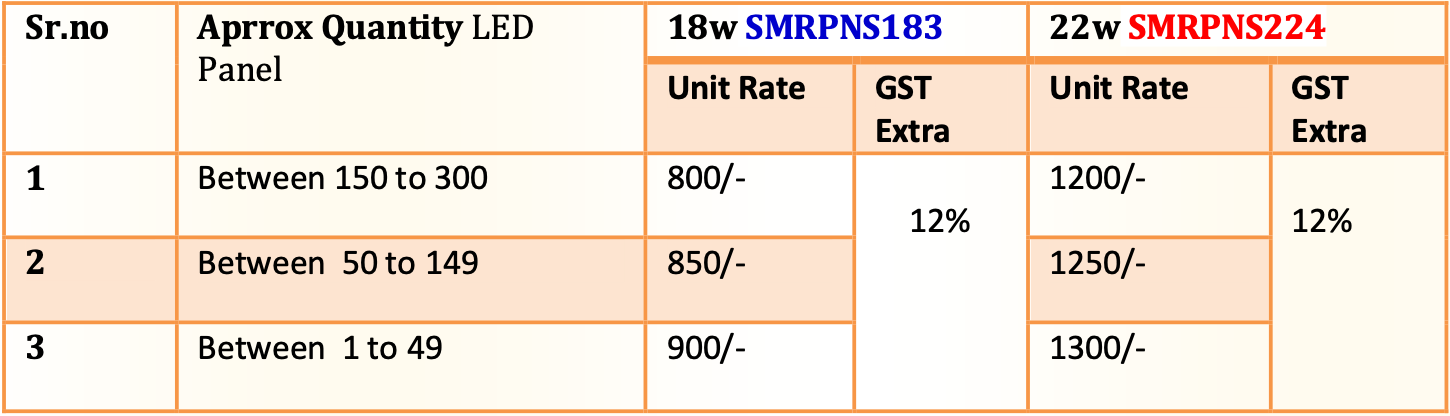 Sr.no Aprrox Quantity LED Panel 18w SMRPNS183 22w SMRPNS224
Unit Rate GST Extra Unit Rate GST Extra
1 Between 150 to 300 800/- 12% 1200/- 12%
2 Between 50 to 149 850/- 1250/-
3 Between 1 to 49 900/- 1300/-